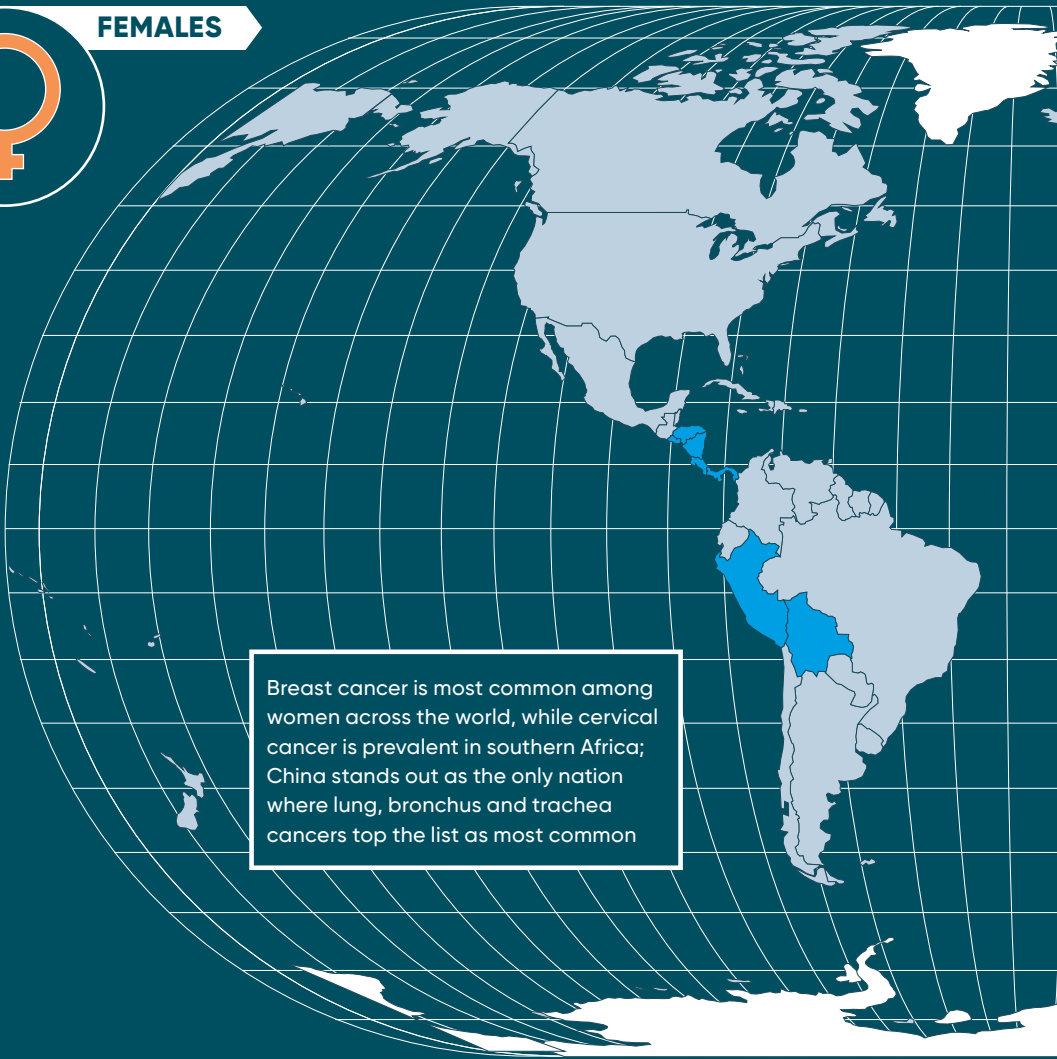 FEMALES
Breast cancer is most common among
women across the world, while cervical
cancer is prevalent in southern Africa;
China stands out as the only nation
where lung, bronchus and trachea
cancers top the list as most common